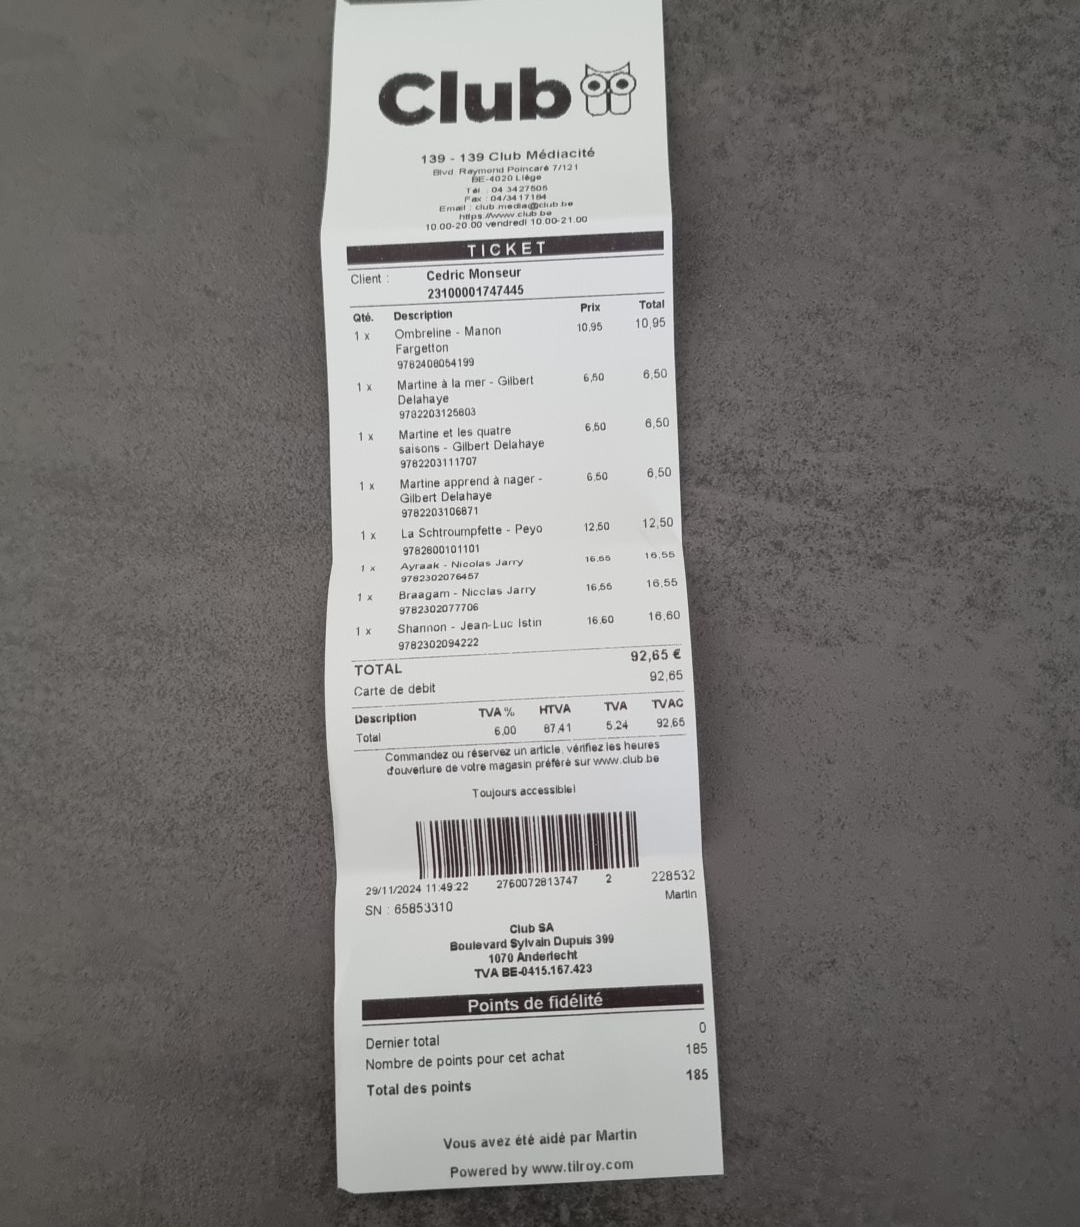 Club
139 - 139 Club Médiacité
Blvd. Raymond Poincaré 7/121
BE-4020 Liège
Tél : 04 3427606
Fax : 04/3417184
Email : club.media@club.be
https://www.club.be
10.00-20.00 vendredi 10.00-21.00
TICKET
Client : Cedric Monseur
23100001747445
Qté. Description Prix Total
1 x Ombreline - Manon 10,95 10,95
Fargetton
9782408054199
1 x Martine à la mer - Gilbert 6,50 6,50
Delahaye
9782203125803
1 x Martine et les quatre 6,50 6,50
saisons - Gilbert Delahaye
9782203111707
1 x Martine apprend à nager - 6,50 6,50
Gilbert Delahaye
9782203106871
1 x La Schtroumpfette - Peyo 12,50 12,50
9782800101101
1 x Ayraak - Nicolas Jarry 16,55 16,55
9782302076457
1 x Braagam - Nicolas Jarry 16,55 16,55
9782302077706
1 x Shannon - Jean-Luc Istin 16,60 16,60
9782302094222
TOTAL 92,65 €
Carte de debit 92,65
Description TVA % HTVA TVA TVAC
Total 6,00 87,41 5,24 92,65
Commandez ou réservez un article, vérifiez les heures
d'ouverture de votre magasin préféré sur www.club.be
Toujours accessible!
29/11/2024 11:49:22 2760072813747 2 228532
SN : 65853310 Martin
Club SA
Boulevard Sylvain Dupuis 399
1070 Anderlecht
TVA BE-0415.167.423
Points de fidélité
Dernier total 0
Nombre de points pour cet achat 185
Total des points 185
Vous avez été aidé par Martin
Powered by www.tilroy.com